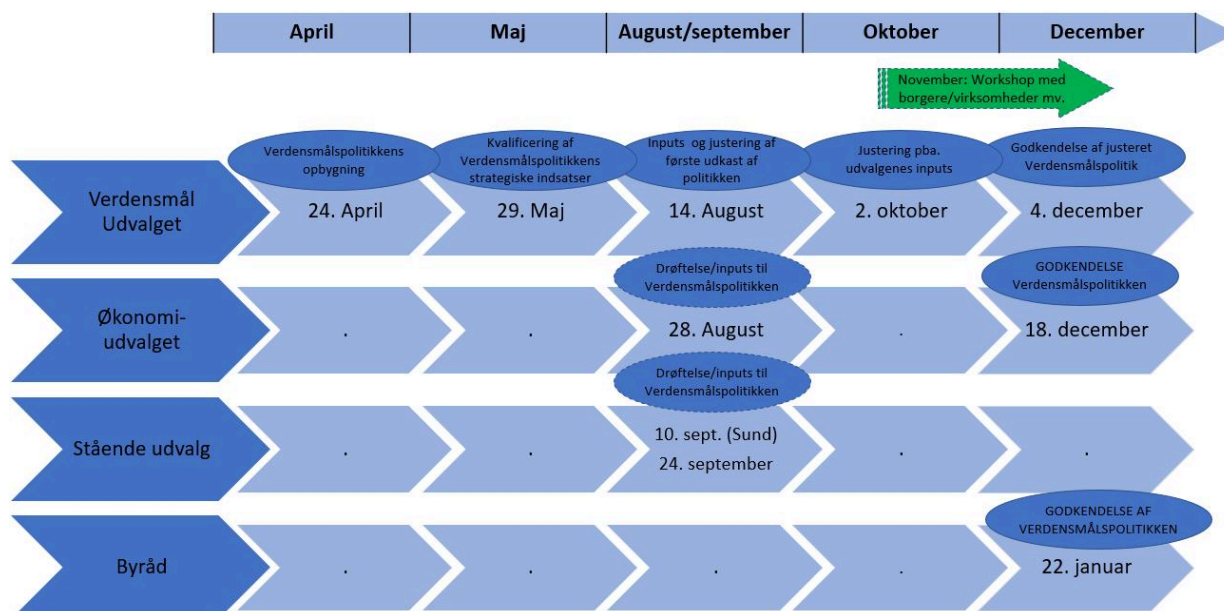 April
Maj
August/september
Oktober
December
November: Workshop med
borgere/virksomheder mv.
Verdensmål
Udvalget
Verdensmålspolitikkens
opbygning
24. April
Kvalificering af
Verdensmålspolitikkens
strategiske indsatser
29. Maj
Inputs og justering af
første udkast af
politikken
14. August
Justering pba.
udvalgenes inputs
2. oktober
Godkendelse af justeret
Verdensmålspolitik
4. december
Økonomi-
udvalget
.
.
Drøftelse/inputs til
Verdensmålspolitikken
28. August
.
GODKENDELSE
Verdensmålspolitikken
18. december
Stående udvalg
.
.
Drøftelse/inputs til
Verdensmålspolitikken
10. sept. (Sund)
24. september
.
.
Byråd
.
.
.
.
GODKENDELSE AF
VERDENSMÅLSPOLITIKKEN
22. januar